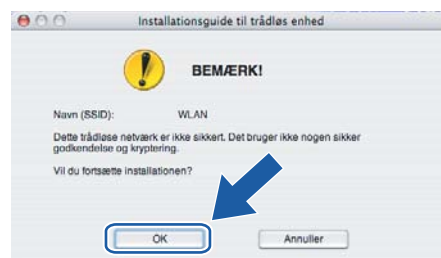 Installationsguide til trådløs enhed
BEMÆRK!
Navn (SSID): WLAN
Dette trådløse netværk er ikke sikkert. Det bruger ikke nogen sikker
godkendelse og kryptering.
Vil du fortsætte installationen?
OK Annuller